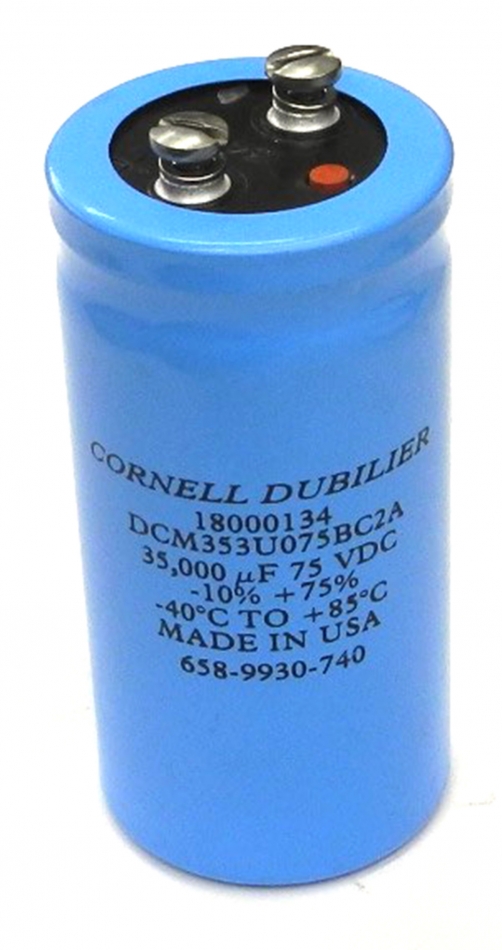 CORNELL DUBILIER
18000134
DCM353U075BC2A
35,000 µF 75 VDC
-10% +75%
-40°C TO +85°C
MADE IN USA
658-9930-740